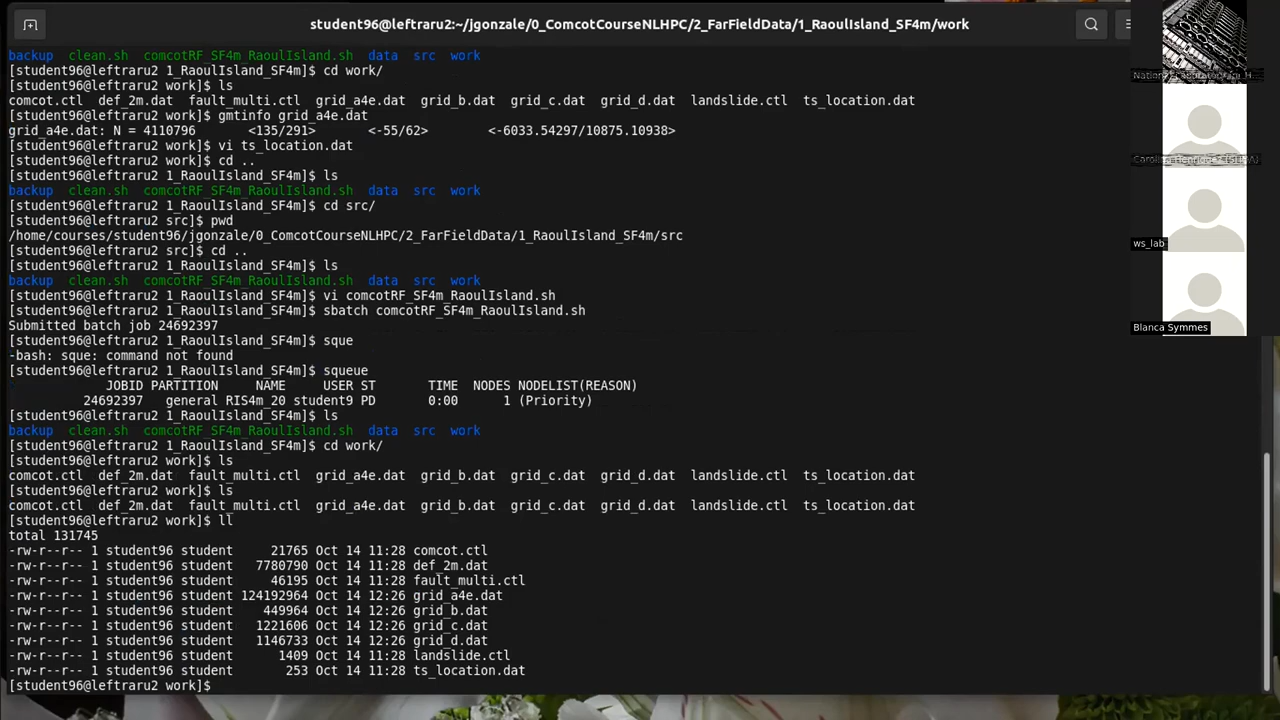 student96@leftraru2:~/jgonzale/0_ComcotCourseNLHPC/2_FarFieldData/1_RaoulIsland_SF4m/work
backup  clean.sh  comcotRF_SF4m_RaoulIsland.sh  data  src  work
[student96@leftraru2 1_RaoulIsland_SF4m]$ cd work/
[student96@leftraru2 work]$ ls
comcot.ctl  def_2m.dat  fault_multi.ctl  grid_a4e.dat  grid_b.dat  grid_c.dat  grid_d.dat  landslide.ctl  ts_location.dat
[student96@leftraru2 work]$ gmtinfo grid_a4e.dat
grid_a4e.dat: N = 4110796       <135/291>       <-55/62>        <-6033.54297/10875.10938>
[student96@leftraru2 work]$ vi ts_location.dat
[student96@leftraru2 work]$ cd ..
[student96@leftraru2 1_RaoulIsland_SF4m]$ ls
backup  clean.sh  comcotRF_SF4m_RaoulIsland.sh  data  src  work
[student96@leftraru2 1_RaoulIsland_SF4m]$ cd src/
[student96@leftraru2 src]$ pwd
/home/courses/student96/jgonzale/0_ComcotCourseNLHPC/2_FarFieldData/1_RaoulIsland_SF4m/src
[student96@leftraru2 src]$ cd ..
[student96@leftraru2 1_RaoulIsland_SF4m]$ ls
backup  clean.sh  comcotRF_SF4m_RaoulIsland.sh  data  src  work
[student96@leftraru2 1_RaoulIsland_SF4m]$ vi comcotRF_SF4m_RaoulIsland.sh
[student96@leftraru2 1_RaoulIsland_SF4m]$ sbatch comcotRF_SF4m_RaoulIsland.sh
Submitted batch job 24692397
[student96@leftraru2 1_RaoulIsland_SF4m]$ sque
-bash: sque: command not found
[student96@leftraru2 1_RaoulIsland_SF4m]$ squeue
JOBID PARTITION     NAME     USER ST       TIME  NODES NODELIST(REASON)
24692397   general RIS4m_20 student9 PD       0:00      1 (Priority)
[student96@leftraru2 1_RaoulIsland_SF4m]$ ls
backup  clean.sh  comcotRF_SF4m_RaoulIsland.sh  data  src  work
[student96@leftraru2 1_RaoulIsland_SF4m]$ cd work/
[student96@leftraru2 work]$ ls
comcot.ctl  def_2m.dat  fault_multi.ctl  grid_a4e.dat  grid_b.dat  grid_c.dat  grid_d.dat  landslide.ctl  ts_location.dat
[student96@leftraru2 work]$ ls
comcot.ctl  def_2m.dat  fault_multi.ctl  grid_a4e.dat  grid_b.dat  grid_c.dat  grid_d.dat  landslide.ctl  ts_location.dat
[student96@leftraru2 work]$ ll
total 131745
-rw-r--r-- 1 student96 student     21765 Oct 14 11:28 comcot.ctl
-rw-r--r-- 1 student96 student   7780790 Oct 14 11:28 def_2m.dat
-rw-r--r-- 1 student96 student     46195 Oct 14 11:28 fault_multi.ctl
-rw-r--r-- 1 student96 student 124192964 Oct 14 12:26 grid_a4e.dat
-rw-r--r-- 1 student96 student    449964 Oct 14 12:26 grid_b.dat
-rw-r--r-- 1 student96 student   1221606 Oct 14 12:26 grid_c.dat
-rw-r--r-- 1 student96 student   1146733 Oct 14 12:26 grid_d.dat
-rw-r--r-- 1 student96 student      1409 Oct 14 11:28 landslide.ctl
-rw-r--r-- 1 student96 student       253 Oct 14 11:28 ts_location.dat
[student96@leftraru2 work]$
ws_lab
Blanca Symmes